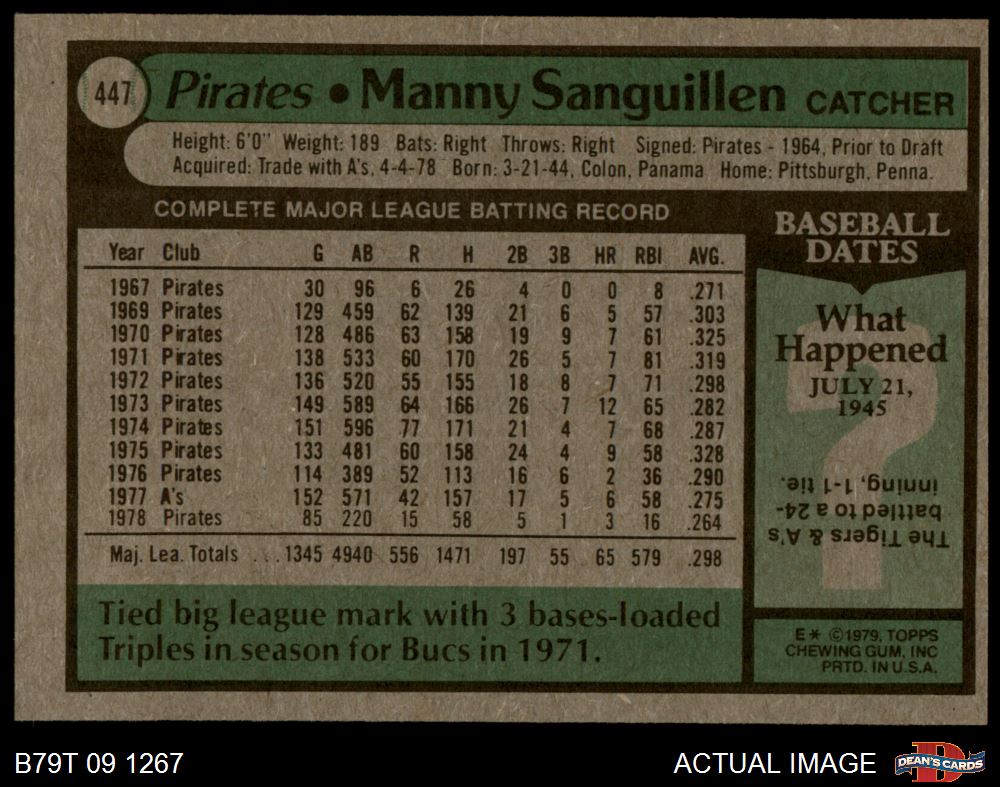 447 Pirates • Manny Sanguillen CATCHER
Height: 6'0" Weight: 189 Bats: Right Throws: Right Signed: Pirates - 1964, Prior to Draft
Acquired: Trade with A's, 4-4-78 Born: 3-21-44, Colon, Panama Home: Pittsburgh, Penna.
COMPLETE MAJOR LEAGUE BATTING RECORD
Year Club G AB R H 2B 3B HR RBI AVG.
1967 Pirates 30 96 6 26 4 0 0 8 .271
1969 Pirates 129 459 62 139 21 6 5 57 .303
1970 Pirates 128 486 63 158 19 9 7 61 .325
1971 Pirates 138 533 60 170 26 5 7 81 .319
1972 Pirates 136 520 55 155 18 8 7 71 .298
1973 Pirates 149 589 64 166 26 7 12 65 .282
1974 Pirates 151 596 77 171 21 4 7 68 .287
1975 Pirates 133 481 60 158 24 4 9 58 .328
1976 Pirates 114 389 52 113 16 6 2 36 .290
1977 A's 152 571 42 157 17 5 6 58 .275
1978 Pirates 85 220 15 58 5 1 3 16 .264
Maj. Lea. Totals ... 1345 4940 556 1471 197 55 65 579 .298
Tied big league mark with 3 bases-loaded
Triples in season for Bucs in 1971.
BASEBALL
DATES
What
Happened
JULY 21,
1945
?
The Tigers & A's
battled to a 24-
inning, 1-1 tie.
E* ©1979, TOPPS
CHEWING GUM, INC
PRTD. IN U.S.A.
B79T 09 1267
ACTUAL IMAGE
D
DEAN'S CARDS